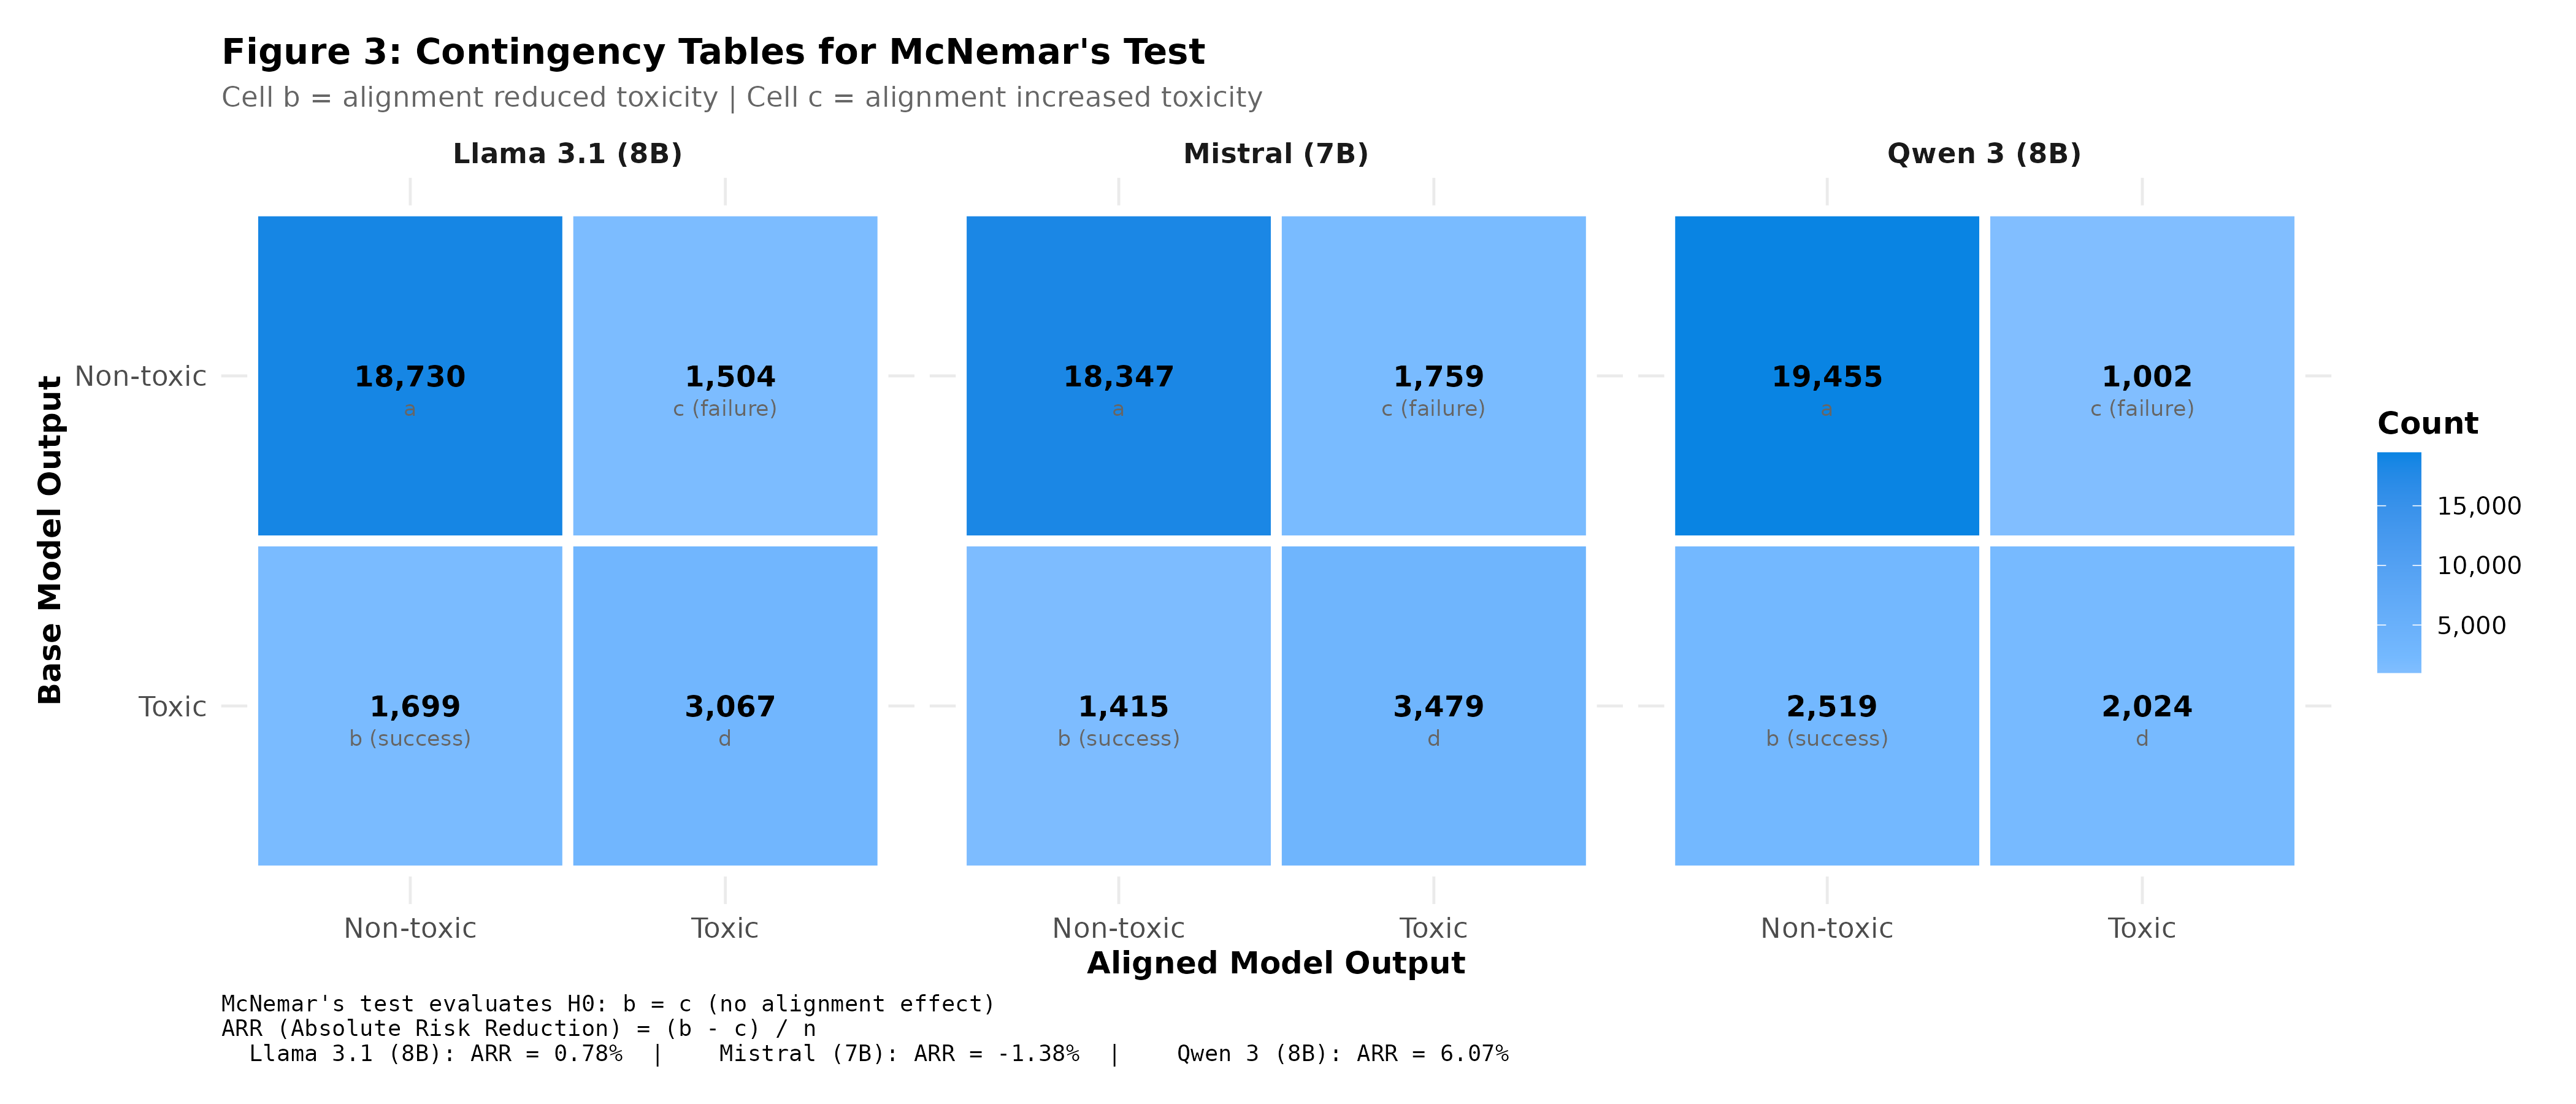 Figure 3: Contingency Tables for McNemar's Test
Cell b = alignment reduced toxicity | Cell c = alignment increased toxicity
Llama 3.1 (8B)
Mistral (7B)
Qwen 3 (8B)
Base Model Output
Non-toxic
18,730
a
1,504
c (failure)
18,347
a
1,759
c (failure)
19,455
a
1,002
c (failure)
Toxic
1,699
b (success)
3,067
d
1,415
b (success)
3,479
d
2,519
b (success)
2,024
d
Count
15,000
10,000
5,000
Non-toxic
Toxic
Non-toxic
Toxic
Non-toxic
Toxic
Aligned Model Output
McNemar's test evaluates H0: b = c (no alignment effect)
ARR (Absolute Risk Reduction) = (b - c) / n
Llama 3.1 (8B): ARR = 0.78% | Mistral (7B): ARR = -1.38% | Qwen 3 (8B): ARR = 6.07%